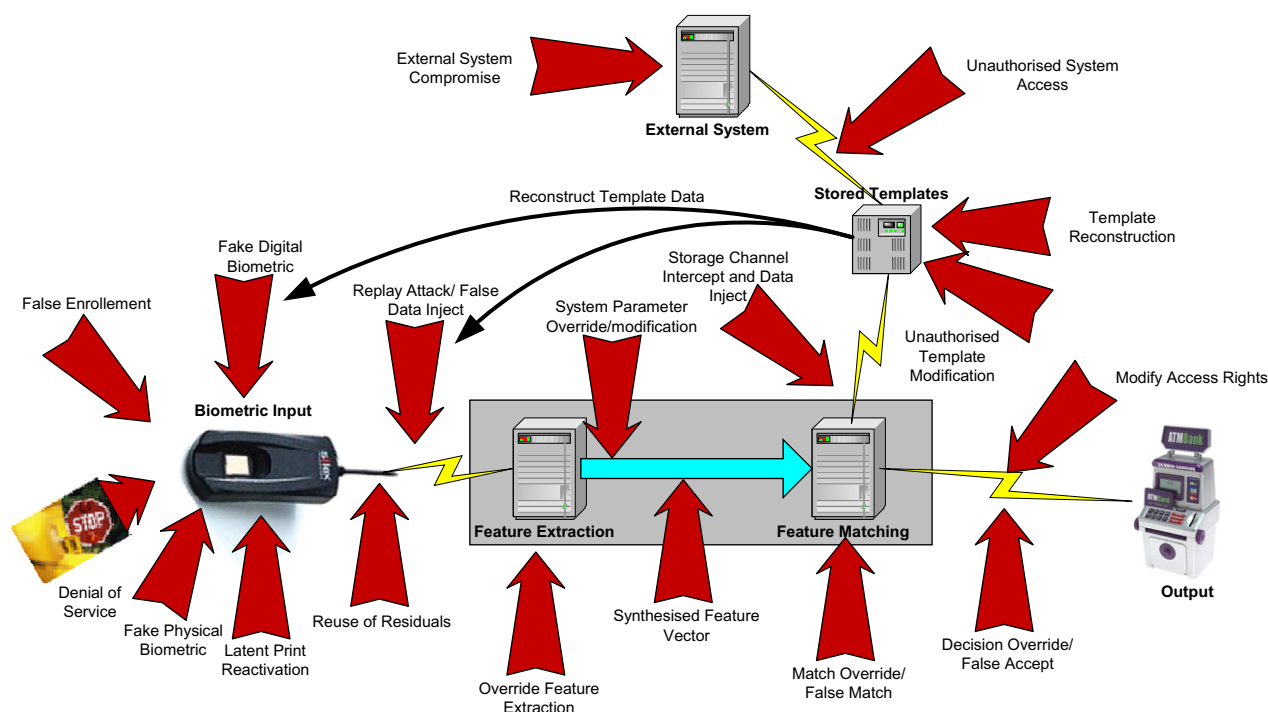 External System
Compromise
Unauthorised System
Access
External System
Stored Templates
Reconstruct Template Data
Template
Reconstruction
Fake Digital
Biometric
Storage Channel
Intercept and Data
Inject
False Enrollement
Replay Attack/ False
Data Inject
System Parameter
Override/modification
Unauthorised
Template
Modification
Modify Access Rights
Biometric Input
ATMBank
STOP
Feature Extraction
Feature Matching
Output
Denial of
Service
Fake Physical
Biometric
Latent Print
Reactivation
Reuse of Residuals
Synthesised Feature
Vector
Decision Override/
False Accept
Override Feature
Extraction
Match Override/
False Match